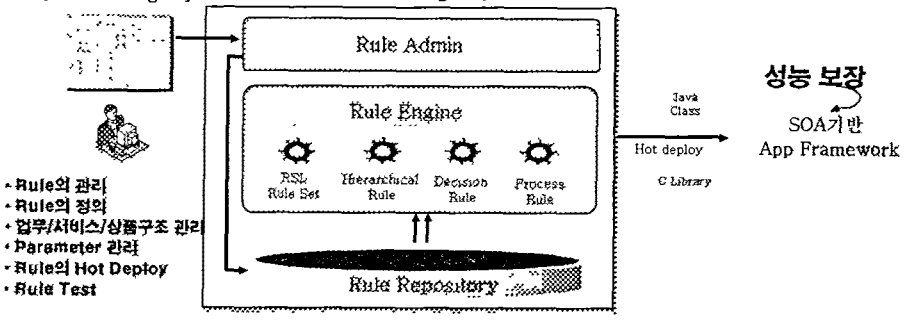 Rule Admin
Rule Engine
RSL
Rule Set
Hierarchical
Rule
Decision
Rule
Process
Rule
Rule Repository
Java
Class
Hot deploy
C Library
성능 보장
SOA기반
App Framework
• Rule의 관리
• Rule의 정의
• 업무/서비스/상품구조 관리
• Parameter 관리
• Rule의 Hot Deploy
• Rule Test